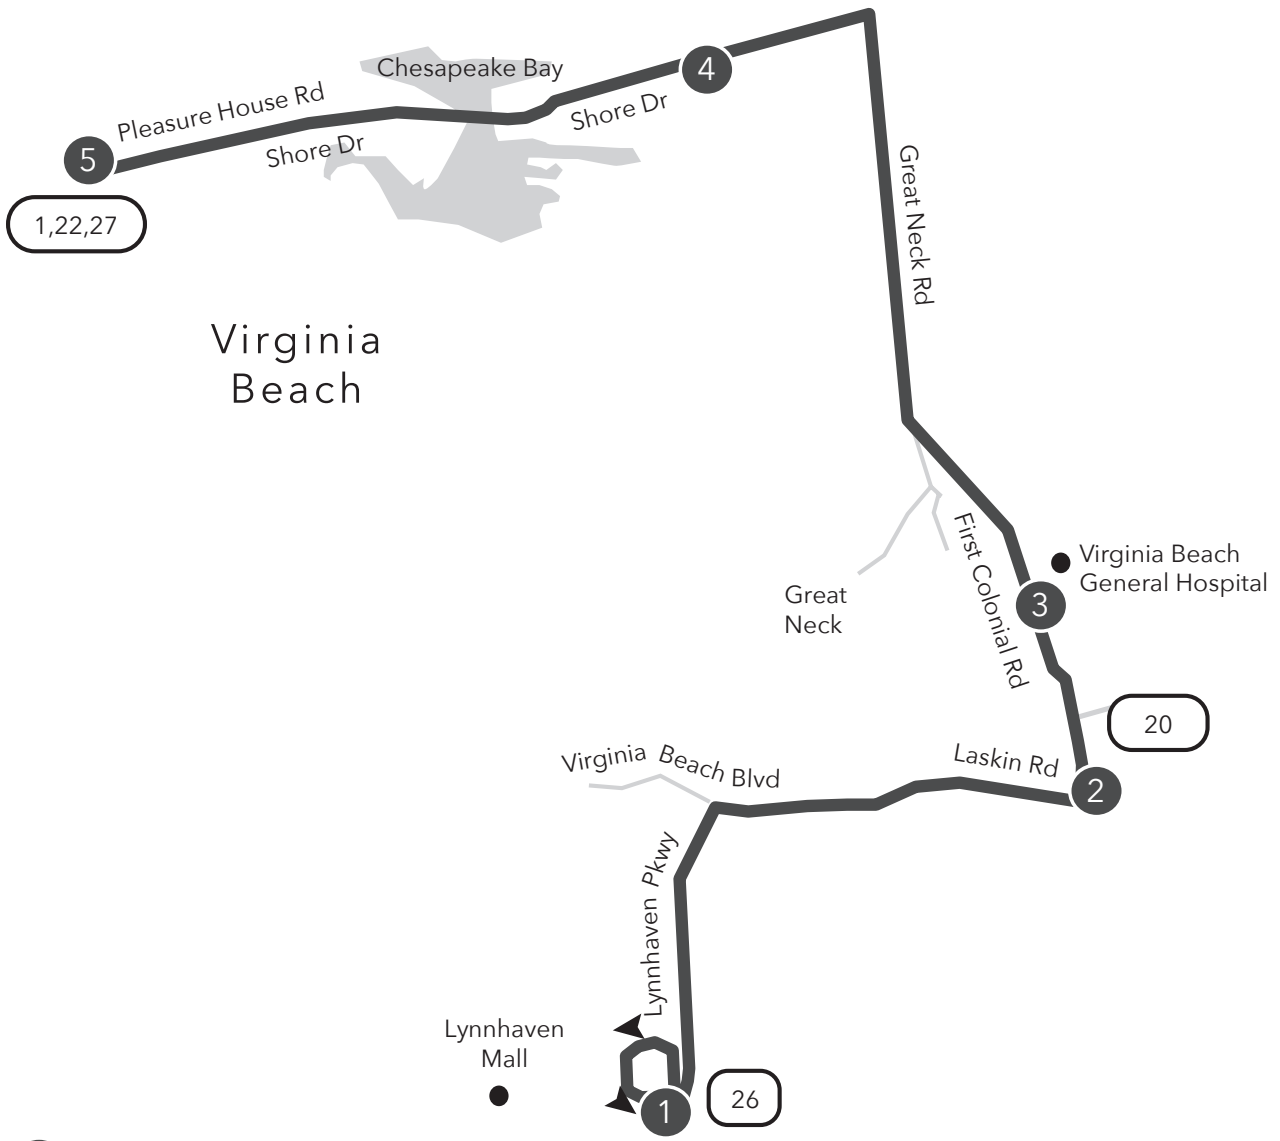 Chesapeake Bay
4
Pleasure House Rd
Shore Dr
Shore Dr
5
1,22,27
Great Neck Rd
Virginia
Beach
First Colonial Rd
Virginia Beach
General Hospital
Great
Neck
3
20
Virginia Beach Blvd
Laskin Rd
2
Lynnhaven Pkwy
Lynnhaven
Mall
1
26